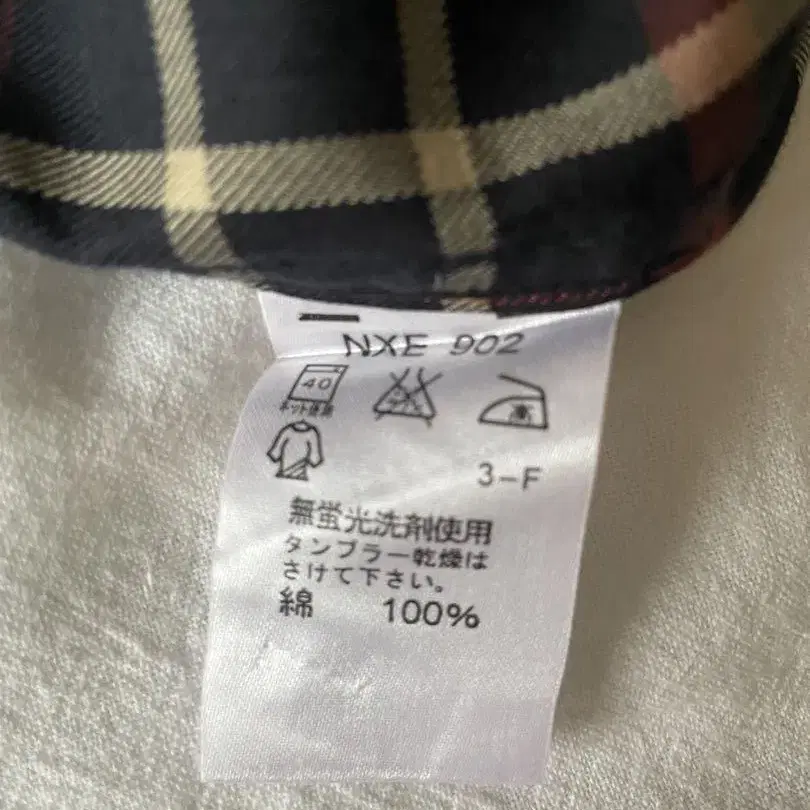 NXE 902
40
ネット使用
高
3-F
無蛍光洗剤使用
タンブラー乾燥は
さけて下さい。
綿 100%